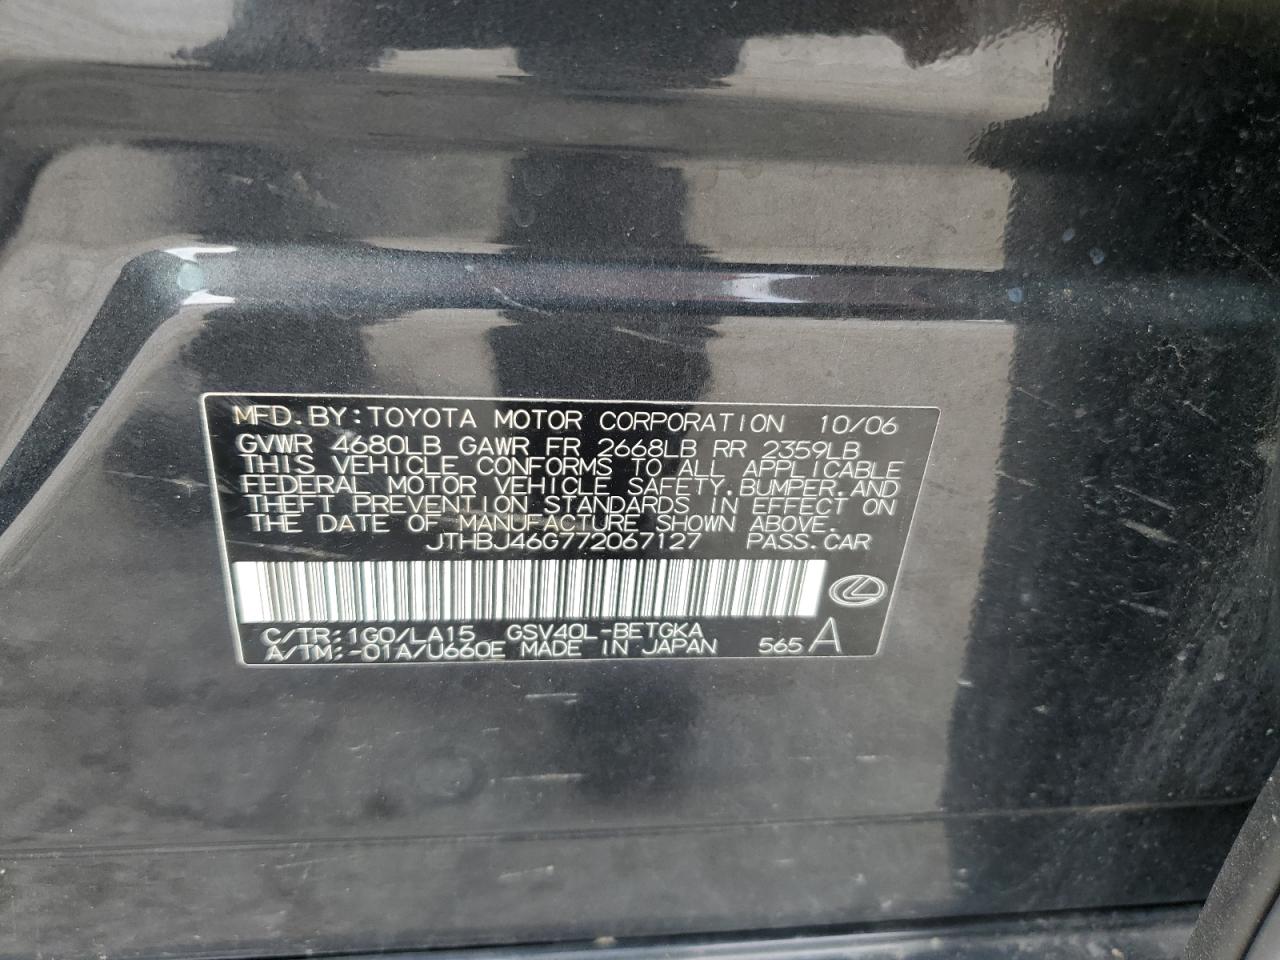 MFD.BY:TOYOTA MOTOR CORPORATION 10/06
GVWR 4680LB GAWR FR 2668LB RR 2359LB
THIS VEHICLE CONFORMS TO ALL APPLICABLE
FEDERAL MOTOR VEHICLE SAFETY,BUMPER,AND
THEFT PREVENTION STANDARDS IN EFFECT ON
THE DATE OF MANUFACTURE SHOWN ABOVE.
JTHBJ46G772067127 PASS.CAR
C/TR:1G0/LA15 GSV40L-BETGKA
A/TM:-01A/U660E MADE IN JAPAN 565 A